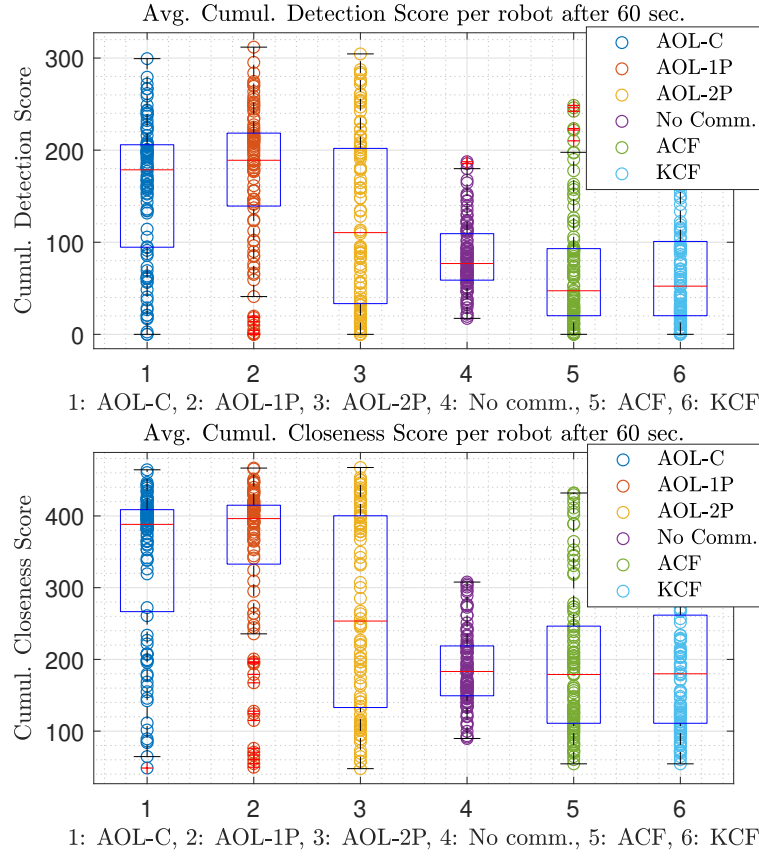 Avg. Cumul. Detection Score per robot after 60 sec.
Cumul. Detection Score
300
200
100
0
AOL-C
AOL-1P
AOL-2P
No Comm.
ACF
KCF
1 2 3 4 5 6
1: AOL-C, 2: AOL-1P, 3: AOL-2P, 4: No comm., 5: ACF, 6: KCF
Avg. Cumul. Closeness Score per robot after 60 sec.
Cumul. Closeness Score
400
300
200
100
AOL-C
AOL-1P
AOL-2P
No Comm.
ACF
KCF
1 2 3 4 5 6
1: AOL-C, 2: AOL-1P, 3: AOL-2P, 4: No comm., 5: ACF, 6: KCF